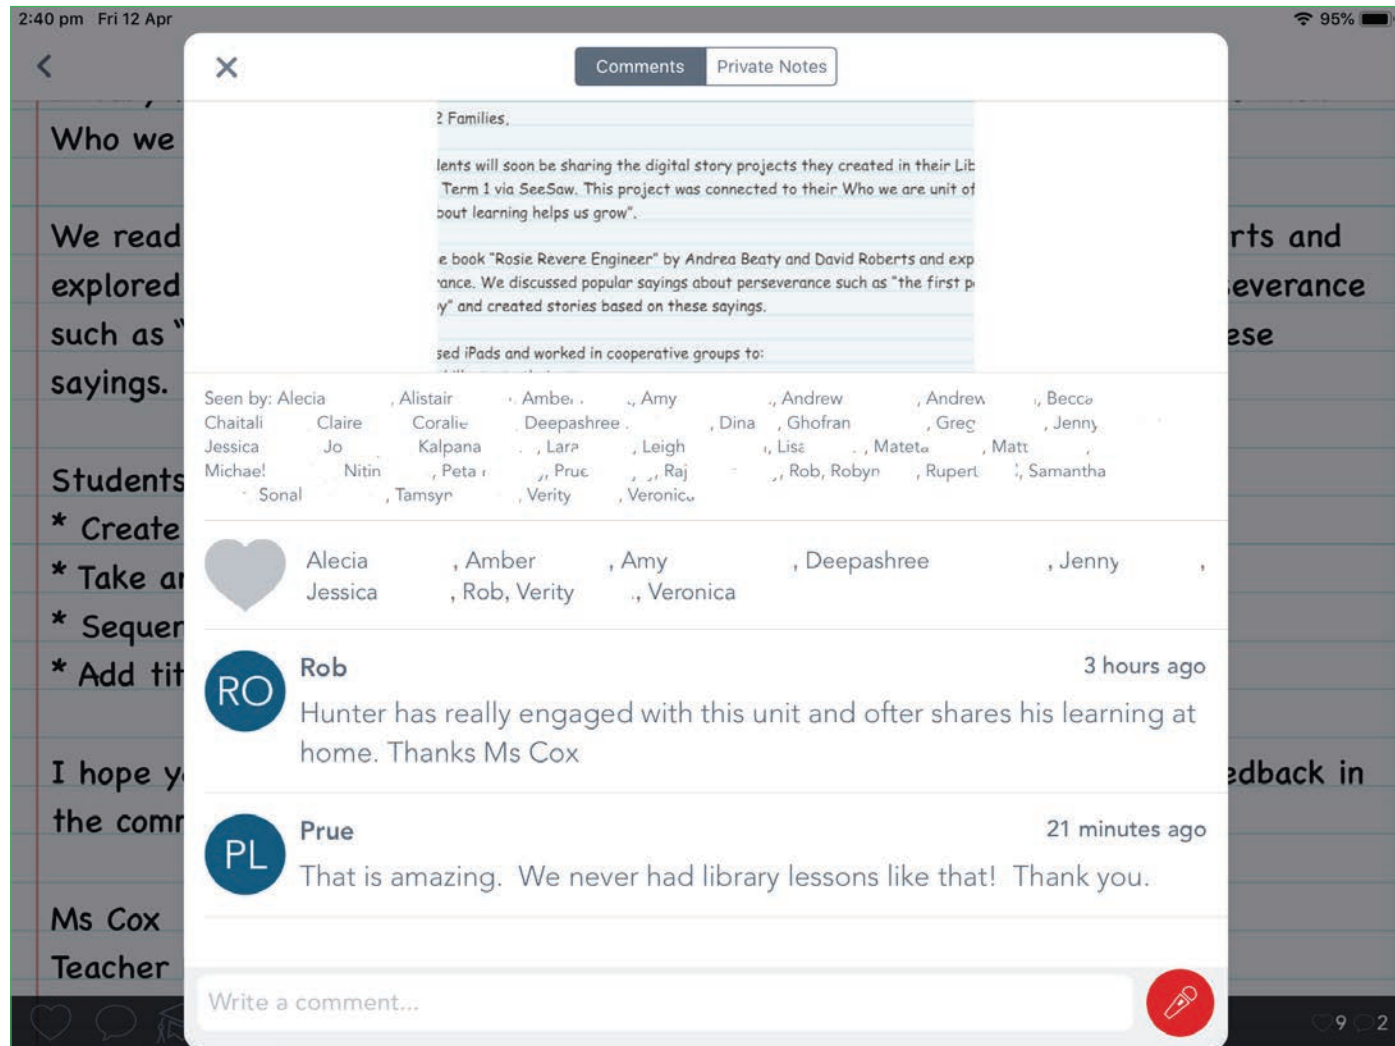 2:40 pm Fri 12 Apr
95%
Comments Private Notes
Who we
We read
explored
such as “
sayings.
Students
* Create
* Take
* Sequen
* Add tit
I hope y
the comm
Ms Cox
Teacher
rts and
severance
ese
edback in
2 Families,
dents will soon be sharing the digital story projects they created in their Lib
Term 1 via SeeSaw. This project was connected to their Who we are unit of
bout learning helps us grow".
e book "Rosie Revere Engineer" by Andrea Beaty and David Roberts and exp
rance. We discussed popular sayings about perseverance such as "the first p
y" and created stories based on these sayings.
sed iPads and worked in cooperative groups to:
Seen by: Alecia , Alistair , Amber , Amy , Andrew , Andrew , Becca
Chaitali Claire Coralie Deepashree , Dina , Ghofran , Greg , Jenny
Jessica Jo Kalpana , Lara , Leigh , Lisa , Mateta , Matt ,
Michael Nitin , Peta , Prue , Raj , Rob, Robyn , Rupert , Samantha
Sonal , Tamsyn , Verity , Veronica
Alecia , Amber , Amy , Deepashree , Jenny ,
Jessica , Rob, Verity , Veronica
RO
Rob 3 hours ago
Hunter has really engaged with this unit and ofter shares his learning at
home. Thanks Ms Cox
PL
Prue 21 minutes ago
That is amazing. We never had library lessons like that! Thank you.
Write a comment...
9 2